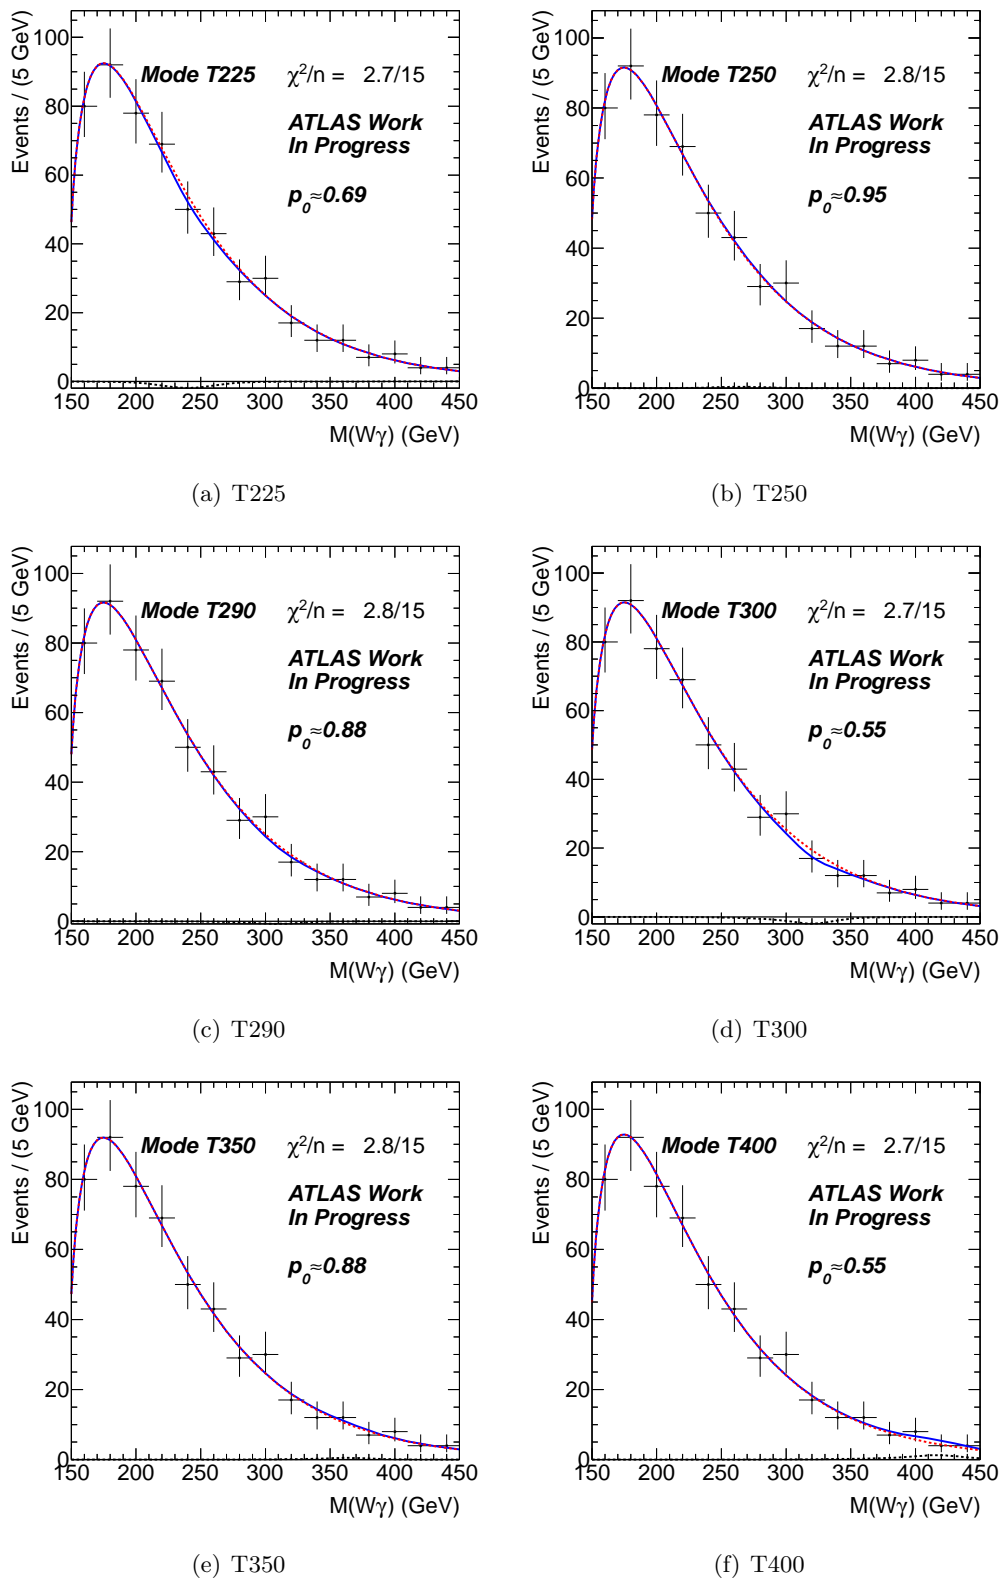 Events / (5 GeV)
100
80
60
40
20
0
Mode T225 χ²/n = 2.7/15
ATLAS Work
In Progress
p₀≈0.69
150 200 250 300 350 400 450
M(Wγ) (GeV)
(a) T225
Events / (5 GeV)
100
80
60
40
20
0
Mode T250 χ²/n = 2.8/15
ATLAS Work
In Progress
p₀≈0.95
150 200 250 300 350 400 450
M(Wγ) (GeV)
(b) T250
Events / (5 GeV)
100
80
60
40
20
0
Mode T290 χ²/n = 2.8/15
ATLAS Work
In Progress
p₀≈0.88
150 200 250 300 350 400 450
M(Wγ) (GeV)
(c) T290
Events / (5 GeV)
100
80
60
40
20
0
Mode T300 χ²/n = 2.7/15
ATLAS Work
In Progress
p₀≈0.55
150 200 250 300 350 400 450
M(Wγ) (GeV)
(d) T300
Events / (5 GeV)
100
80
60
40
20
0
Mode T350 χ²/n = 2.8/15
ATLAS Work
In Progress
p₀≈0.88
150 200 250 300 350 400 450
M(Wγ) (GeV)
(e) T350
Events / (5 GeV)
100
80
60
40
20
0
Mode T400 χ²/n = 2.7/15
ATLAS Work
In Progress
p₀≈0.55
150 200 250 300 350 400 450
M(Wγ) (GeV)
(f) T400